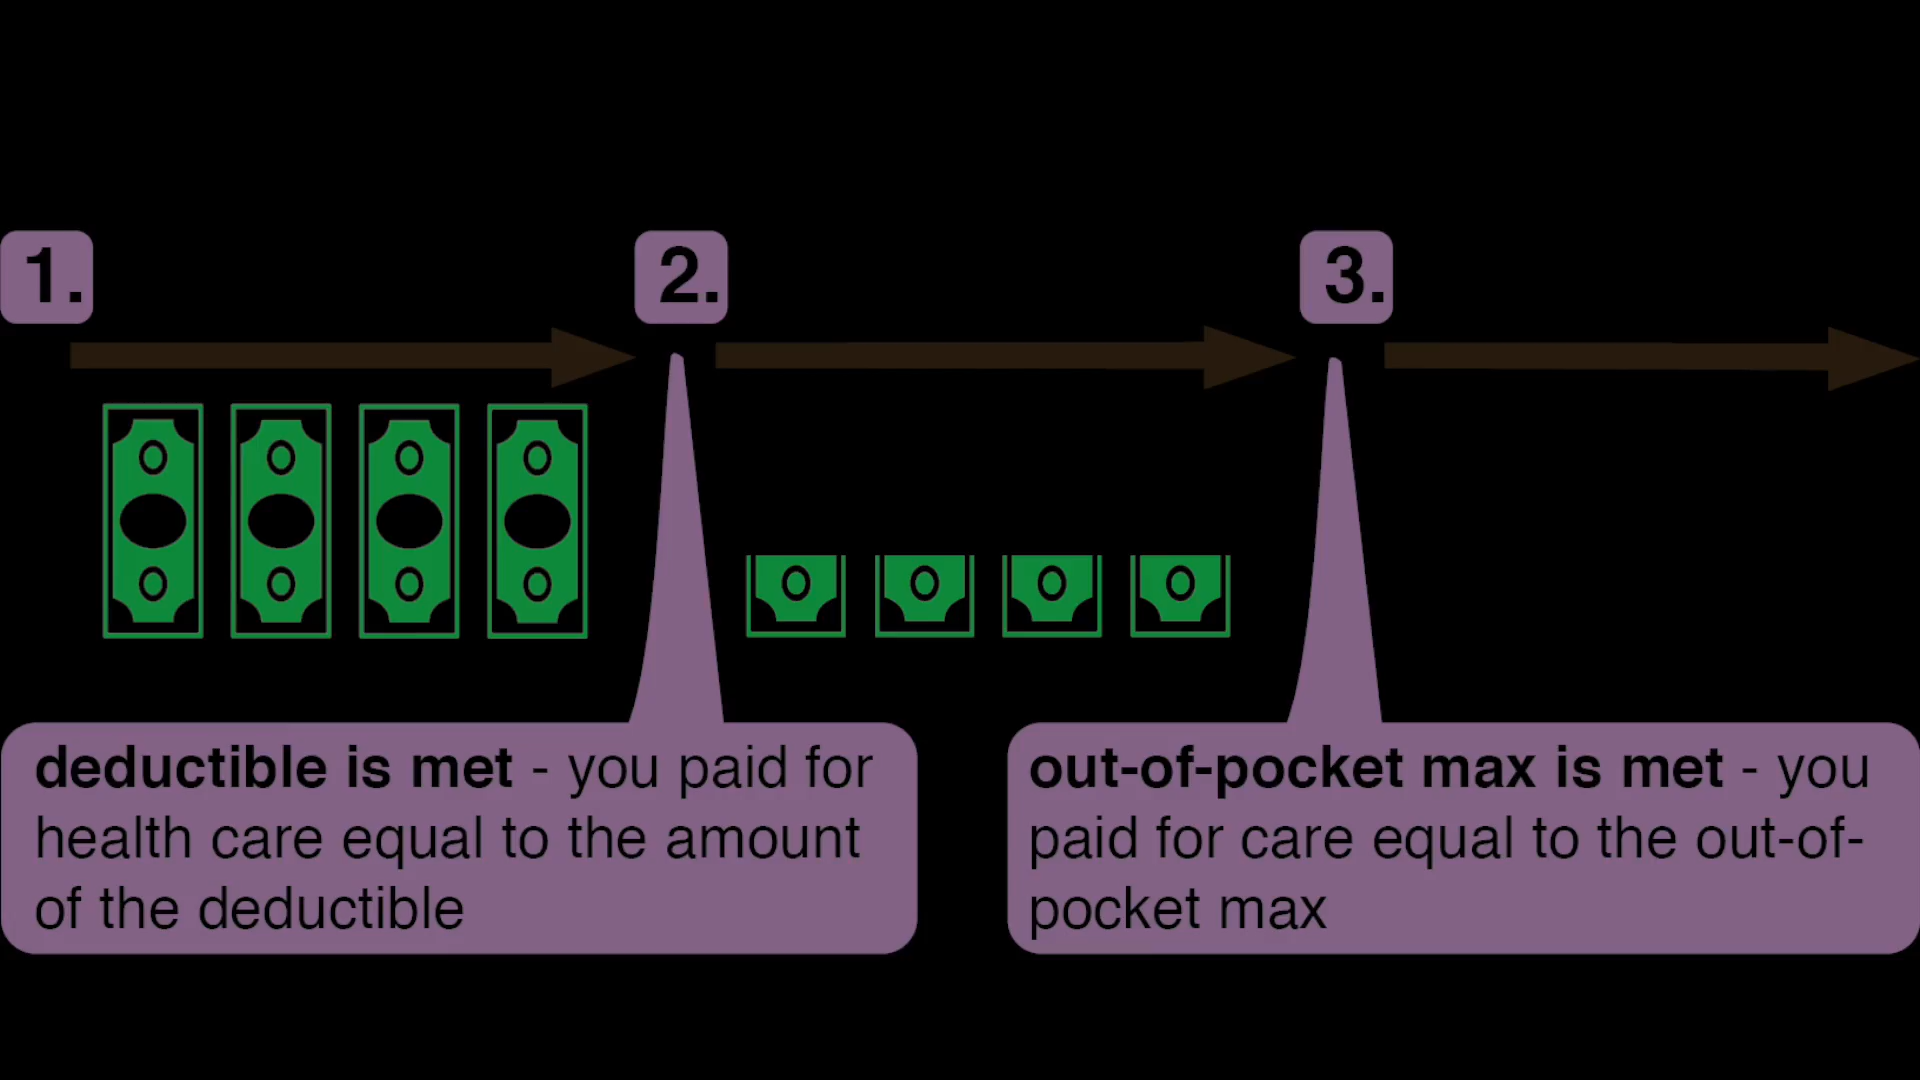 1.
2.
3.
deductible is met - you paid for
health care equal to the amount
of the deductible
out-of-pocket max is met - you
paid for care equal to the out-of-
pocket max